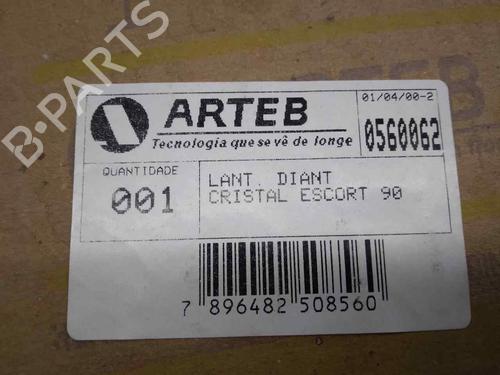 ARTEB
B-PARTS
01/04/00-2
ARTEB
Tecnologia que se vê de longe
0560062
QUANTIDADE
001
LANT. DIANT
CRISTAL ESCORT 90
7 896482 508560